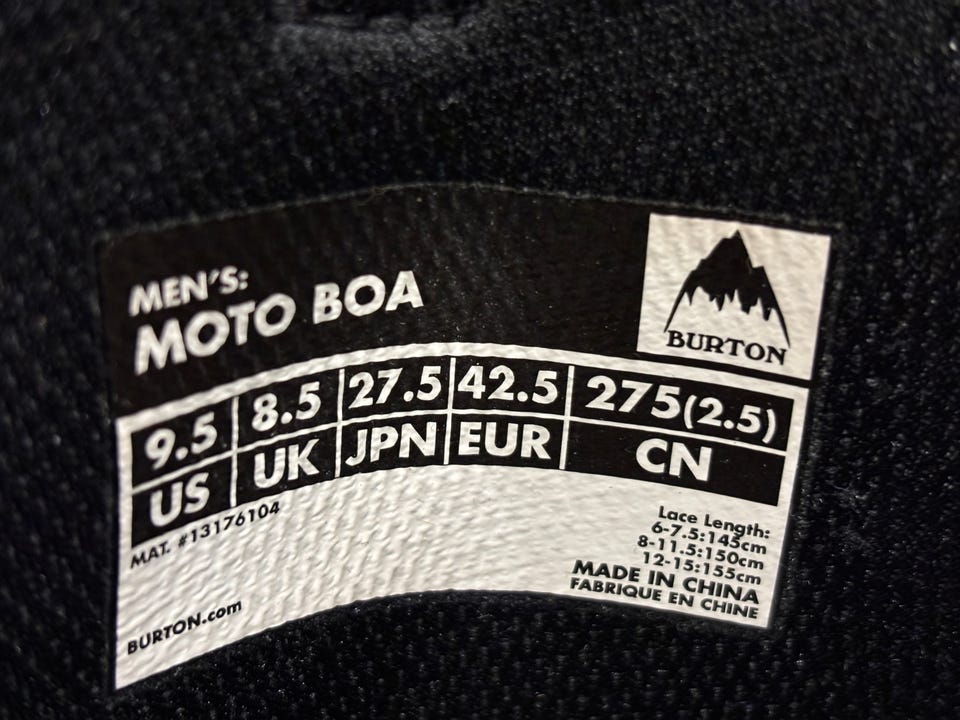 MEN'S:
MOTO BOA
BURTON
9.5 8.5 27.5 42.5 275(2.5)
US UK JPN EUR CN
MAT. #13176104
Lace Length:
6-7.5:145cm
8-11.5:150cm
12-15:155cm
MADE IN CHINA
FABRIQUE EN CHINE
BURTON.com